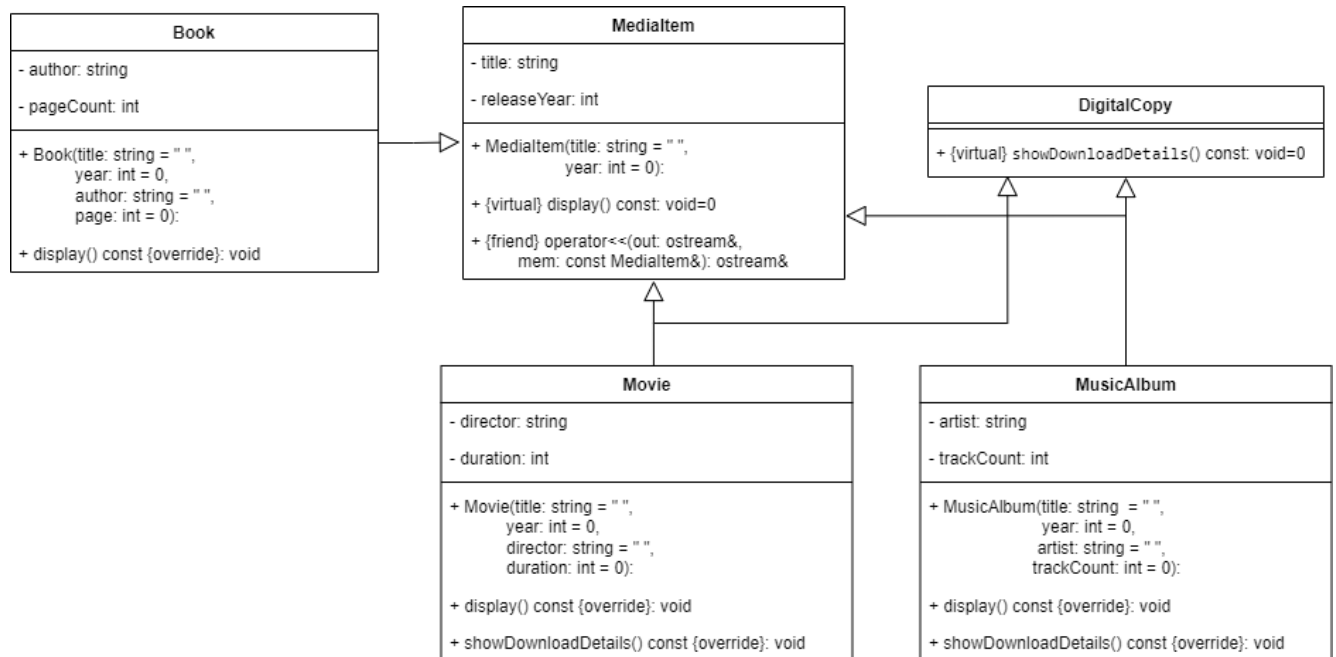 Book
- author: string
- pageCount: int
+ Book(title: string = " ",
year: int = 0,
author: string = " ",
page: int = 0):
+ display() const {override}: void
MediaItem
- title: string
- releaseYear: int
+ MediaItem(title: string = " ",
year: int = 0):
+ {virtual} display() const: void=0
+ {friend} operator<<(out: ostream&,
mem: const MediaItem&): ostream&
DigitalCopy
+ {virtual} showDownloadDetails() const: void=0
Movie
- director: string
- duration: int
+ Movie(title: string = " ",
year: int = 0,
director: string = " ",
duration: int = 0):
+ display() const {override}: void
+ showDownloadDetails() const {override}: void
MusicAlbum
- artist: string
- trackCount: int
+ MusicAlbum(title: string  = " ",
year: int = 0,
artist: string = " ",
trackCount: int = 0):
+ display() const {override}: void
+ showDownloadDetails() const {override}: void